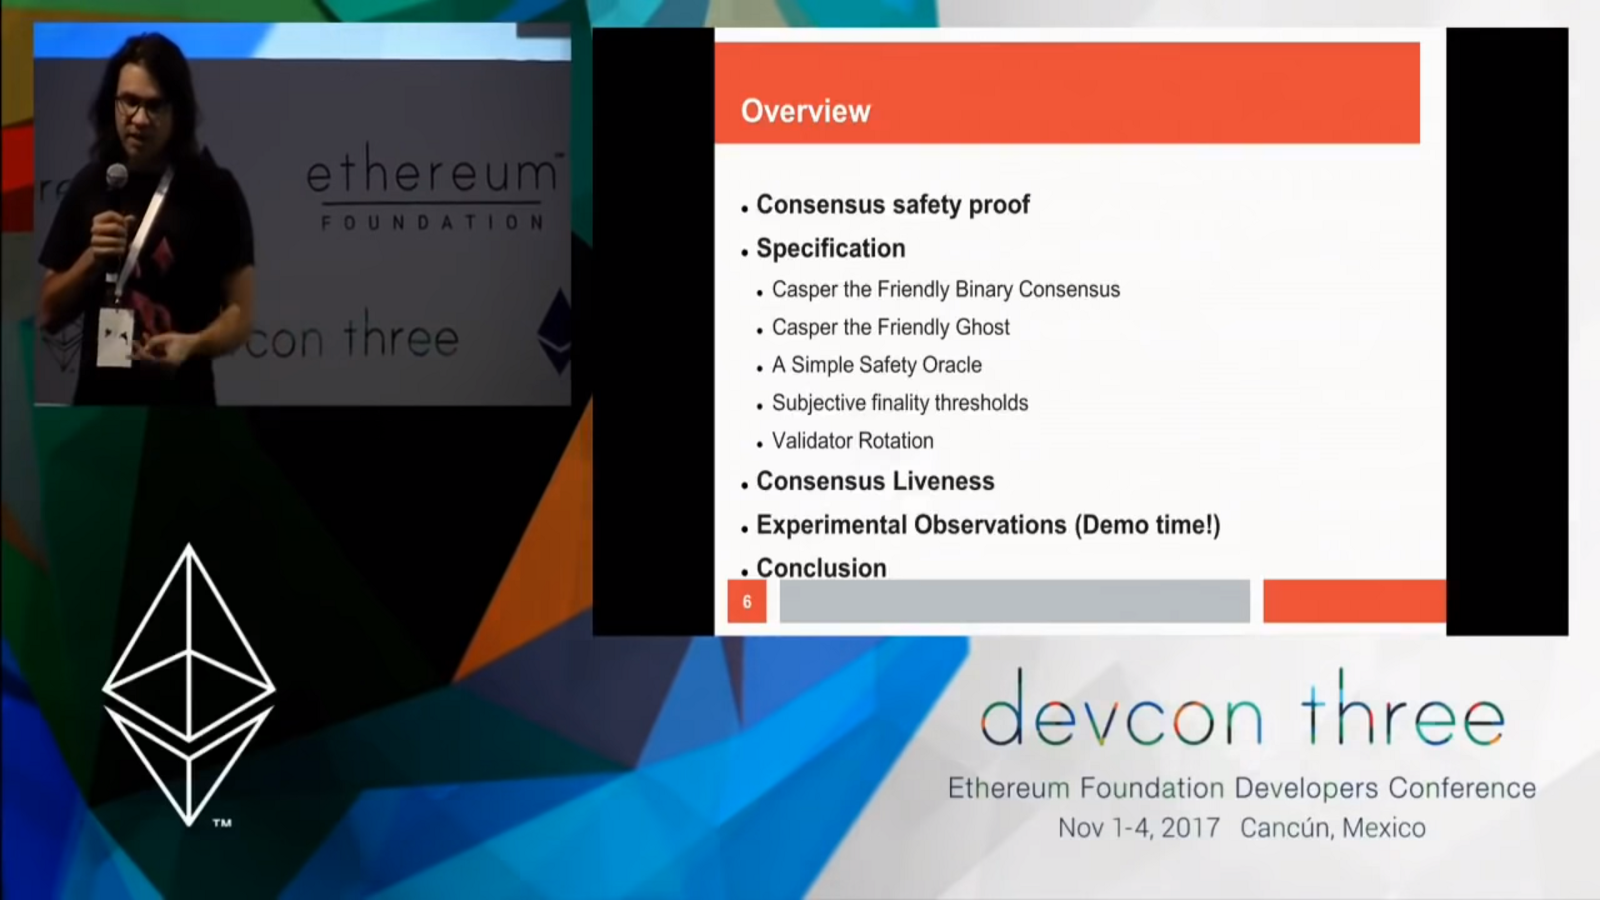 ethereum
FOUNDATION
con three
Overview
• Consensus safety proof
• Specification
• Casper the Friendly Binary Consensus
• Casper the Friendly Ghost
• A Simple Safety Oracle
• Subjective finality thresholds
• Validator Rotation
• Consensus Liveness
• Experimental Observations (Demo time!)
• Conclusion
6
TM
devcon three
Ethereum Foundation Developers Conference
Nov 1-4, 2017 Cancún, Mexico